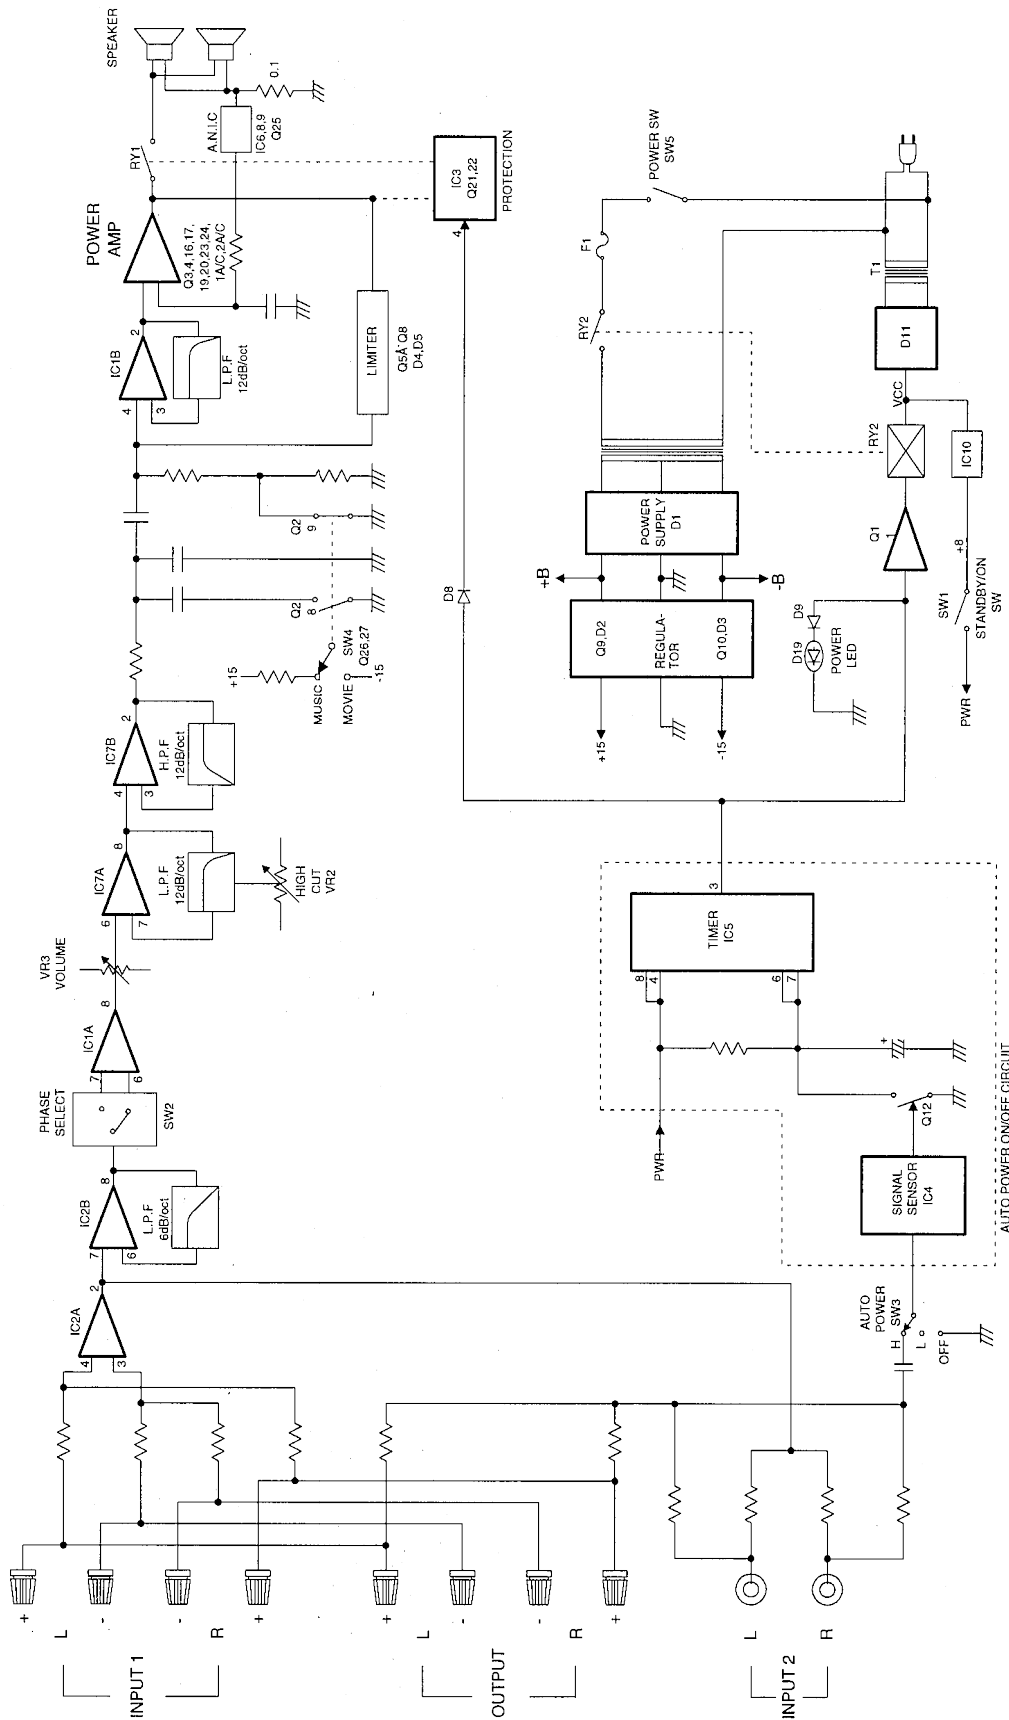 SPEAKER
0.1
A.N.I.C
IC6,8,9
Q25
RY1
POWER
AMP
Q3,4,16,17,
19,20,23,24,
1A/C,2A/C
IC3
Q21,22
PROTECTION
4
2
IC1B
4
3
L.P.F
12dB/oct
LIMITER
Q5Å~Q8
D4,D5
Q2
9
Q2
8
SW4
Q26,27
+15
MUSIC
MOVIE
-15
D8
2
IC7B
4
3
H.P.F
12dB/oct
8
IC7A
6
7
L.P.F
12dB/oct
HIGH
CUT
VR2
VR3
VOLUME
8
IC1A
7
6
PHASE
SELECT
SW2
8
IC2B
7
6
L.P.F
6dB/oct
2
IC2A
4
3
POWER SW
SW5
F1
RY2
T1
D11
VCC
RY2
IC10
POWER
SUPPLY
D1
+B
-B
Q9,D2
REGULA-
TOR
Q10,D3
+15
-15
Q1
1
+8
SW1
STANDBY/ON
SW
PWR
D9
D19
POWER
LED
3
TIMER
IC5
8
4
6
7
+
PWR
Q12
SIGNAL
SENSOR
IC4
AUTO POWER ON/OFF CIRCUIT
AUTO
POWER
SW3
H
L
OFF
+
-
-
+
L
R
INPUT 1
+
-
-
+
L
R
OUTPUT
L
R
INPUT 2